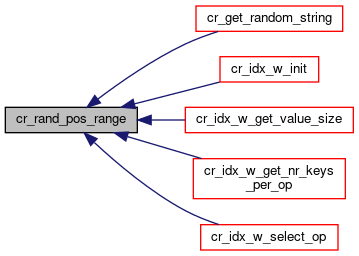 cr_get_random_string
cr_idx_w_init
cr_rand_pos_range
cr_idx_w_get_value_size
cr_idx_w_get_nr_keys
_per_op
cr_idx_w_select_op